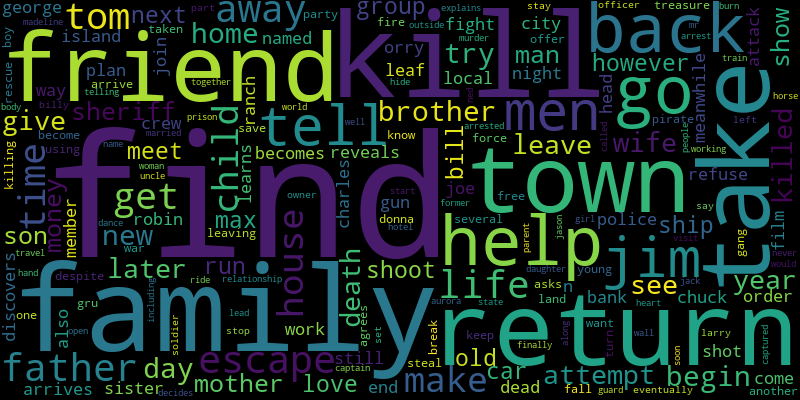 george
tom
next
away
group
kill
stay
officer
mr
arrest
burn
madeline
part
explains
party
outside
city
back
treasure
attack
show
boy
taken
home
named
fire
fight
offer
train
rescue
island
friend
join
try
man
however
plan
arrive
orry
murder
night
head
meanwhile
horse
way
telling
leaf
local
hide
go
pirate
body
billy
together
sheriff
crew
ranch
brother
men
wife
people
take
killed
give
become
married
world
tell
know
arrested
called
left
using
prison
well
child
save
bill
force
leave
refuse
working
killing
time
meet
becomes
reveals
woman
name
uncle
learns
find
town
money
get
house
charles
start
joe
former
owner
free
say
member
dance
robin
max
gun
several
jason
girl
police
ship
film
son
new
leaving
donna
hotel
help
parent
jim
gang
never
would
travel
war
visit
discovers
hand
despite
later
run
death
shoot
life
daughter
young
see
year
family
gru
ride
relationship
aurora
state
asks
n
land
bank
heart
chuck
jack
order
one
also
open
including
lead
agrees
set
return
keep
want
wall
larry
shot
captured
soldier
stop
work
still
break
along
turn
father
day
escape
steal
old
car
finally
attempt
soon
begin
come
arrives
sister
mother
love
captain
end
make
dead
fall
guard
eventually
another
decides